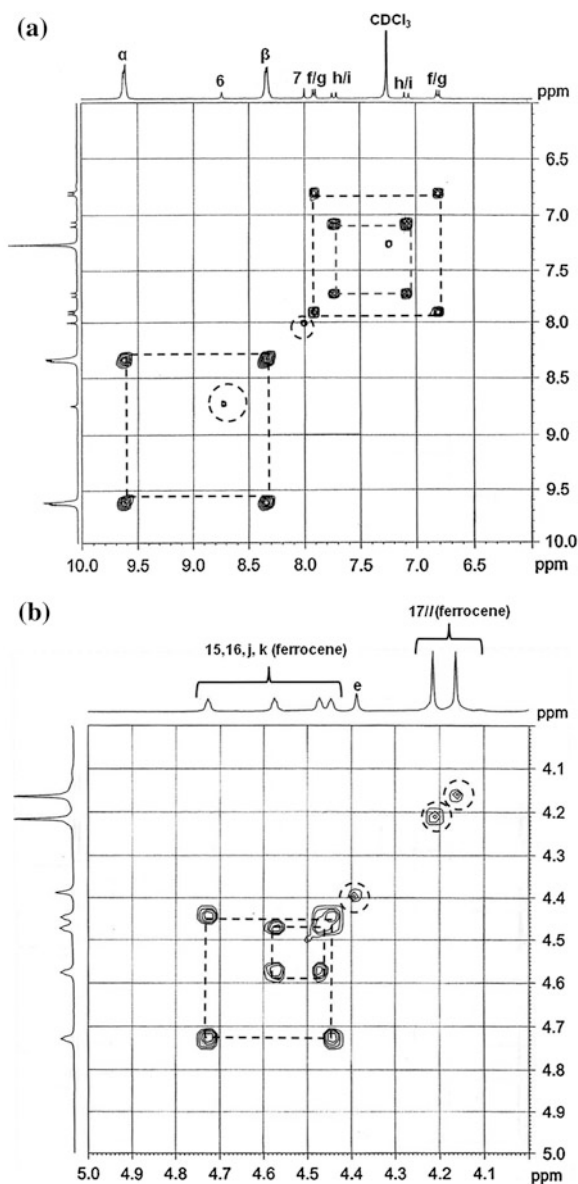 (a)
CDCl₃
α 6 β 7 f/g h/i h/i f/g
ppm
6.5
7.0
7.5
8.0
8.5
9.0
9.5
10.0
10.0 9.5 9.0 8.5 8.0 7.5 7.0 6.5
ppm
ppm
(b)
17//l (ferrocene)
15,16, j, k (ferrocene)
e
ppm
4.1
4.2
4.3
4.4
4.5
4.6
4.7
4.8
4.9
5.0
5.0 4.9 4.8 4.7 4.6 4.5 4.4 4.3 4.2 4.1
ppm
ppm